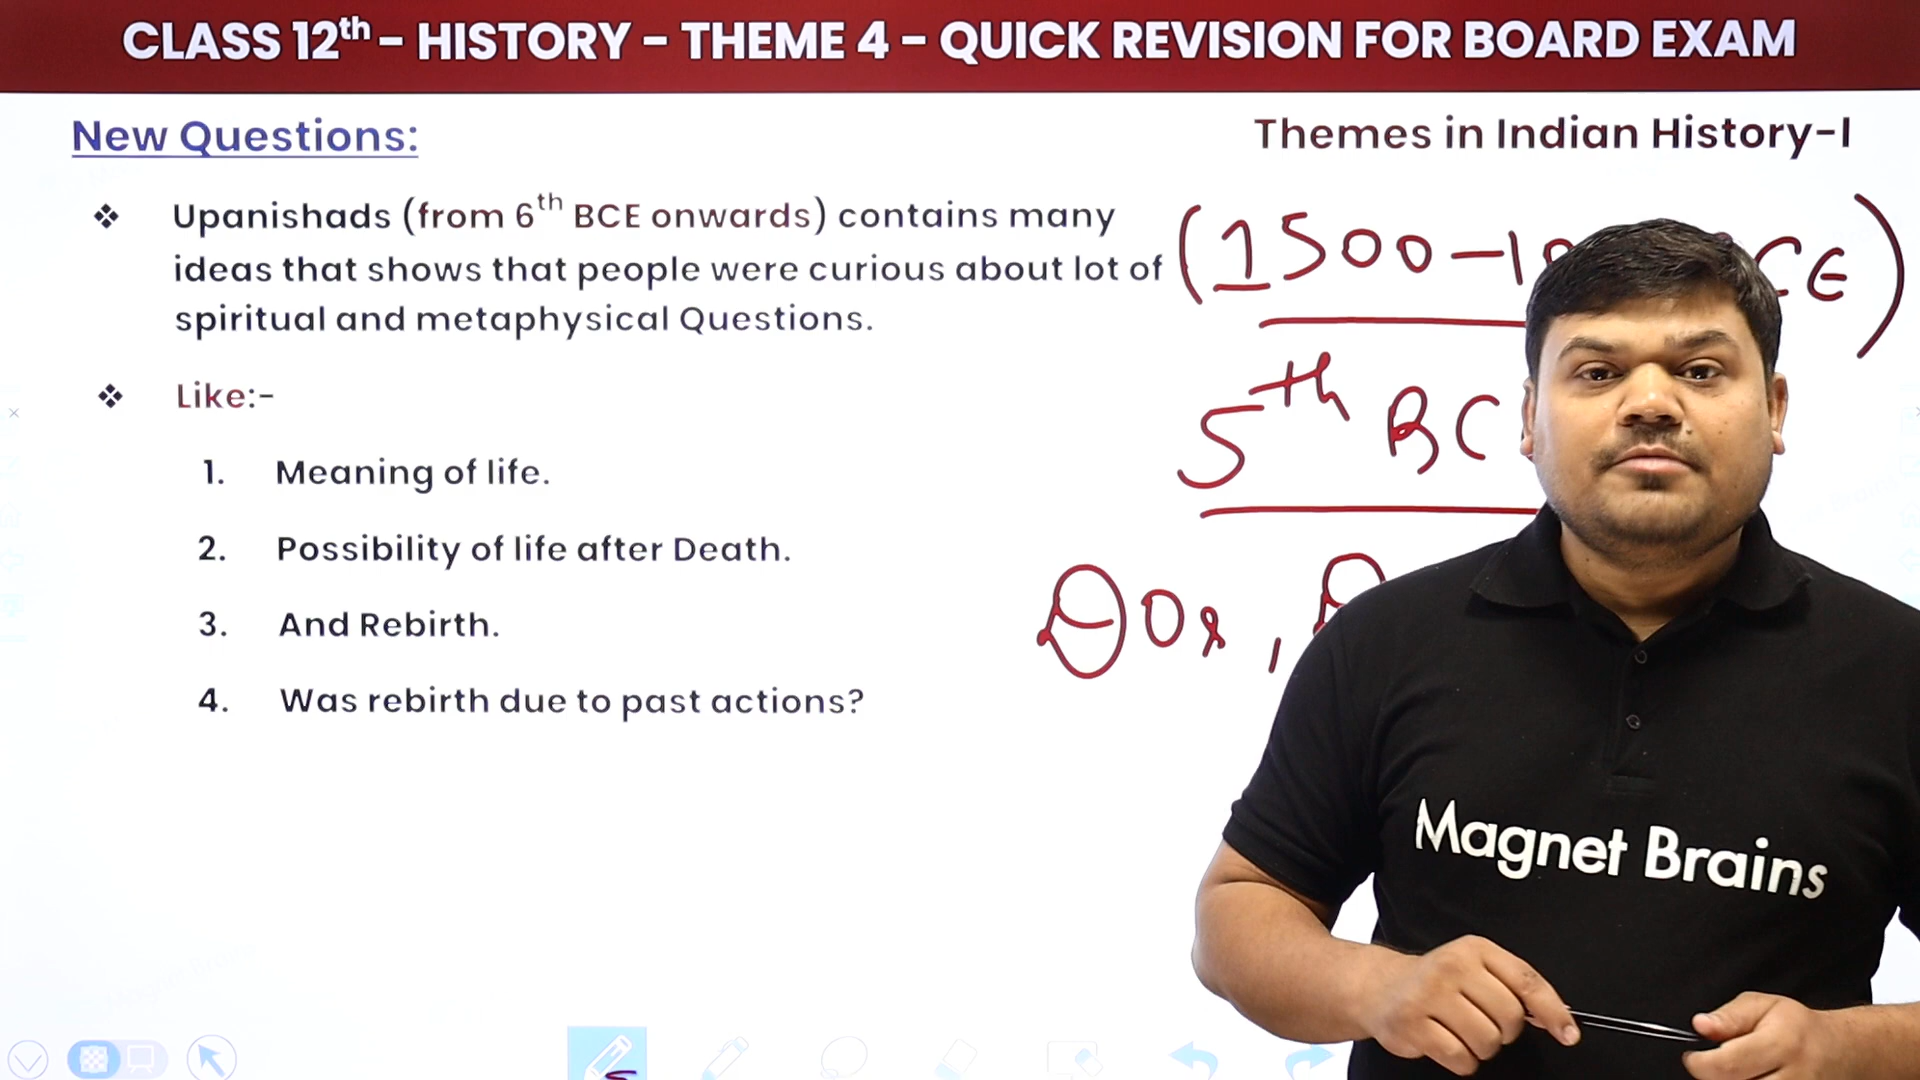 CLASS 12th - HISTORY - THEME 4 - QUICK REVISION FOR BOARD EXAM
New Questions:
Themes in Indian History-I
❖ Upanishads (from 6th BCE onwards) contains many
ideas that shows that people were curious about lot of
spiritual and metaphysical Questions.
(1500-1 CE)
5th BC
❖ Like:-
1. Meaning of life.
2. Possibility of life after Death.
3. And Rebirth.
4. Was rebirth due to past actions?
Magnet Brains